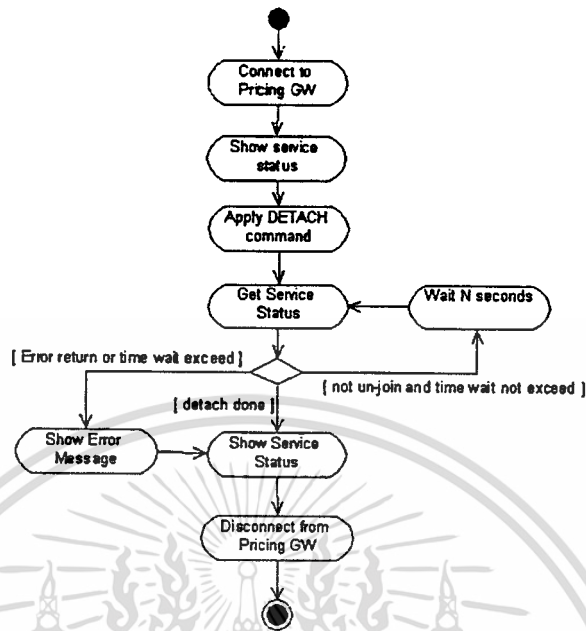 Connect to
Pricing GW
Show service
status
Apply DETACH
command
Get Service
Status
Wait N seconds
[ Error return or time wait exceed ]
[ not un-join and time wait not exceed ]
[ detach done ]
Show Error
Message
Show Service
Status
Disconnect from
Pricing GW